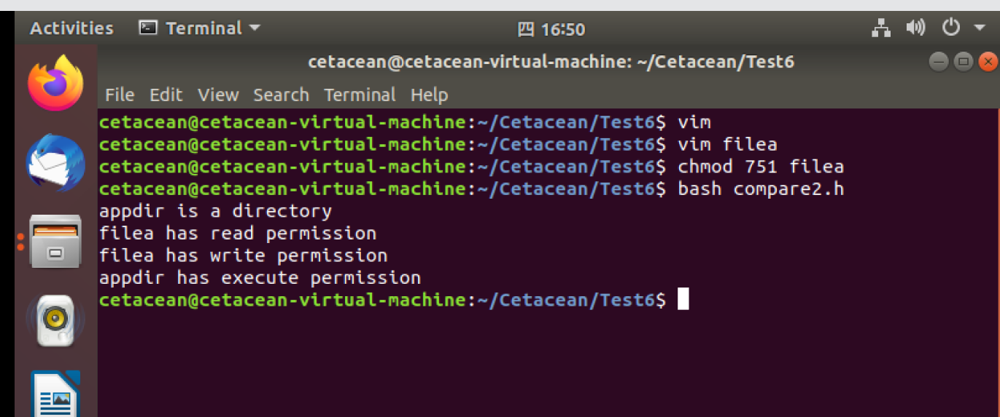 Activities Terminal 四 16:50
cetacean@cetacean-virtual-machine: ~/Cetacean/Test6
File Edit View Search Terminal Help
cetacean@cetacean-virtual-machine:~/Cetacean/Test6$ vim
cetacean@cetacean-virtual-machine:~/Cetacean/Test6$ vim filea
cetacean@cetacean-virtual-machine:~/Cetacean/Test6$ chmod 751 filea
cetacean@cetacean-virtual-machine:~/Cetacean/Test6$ bash compare2.h
appdir is a directory
filea has read permission
filea has write permission
appdir has execute permission
cetacean@cetacean-virtual-machine:~/Cetacean/Test6$